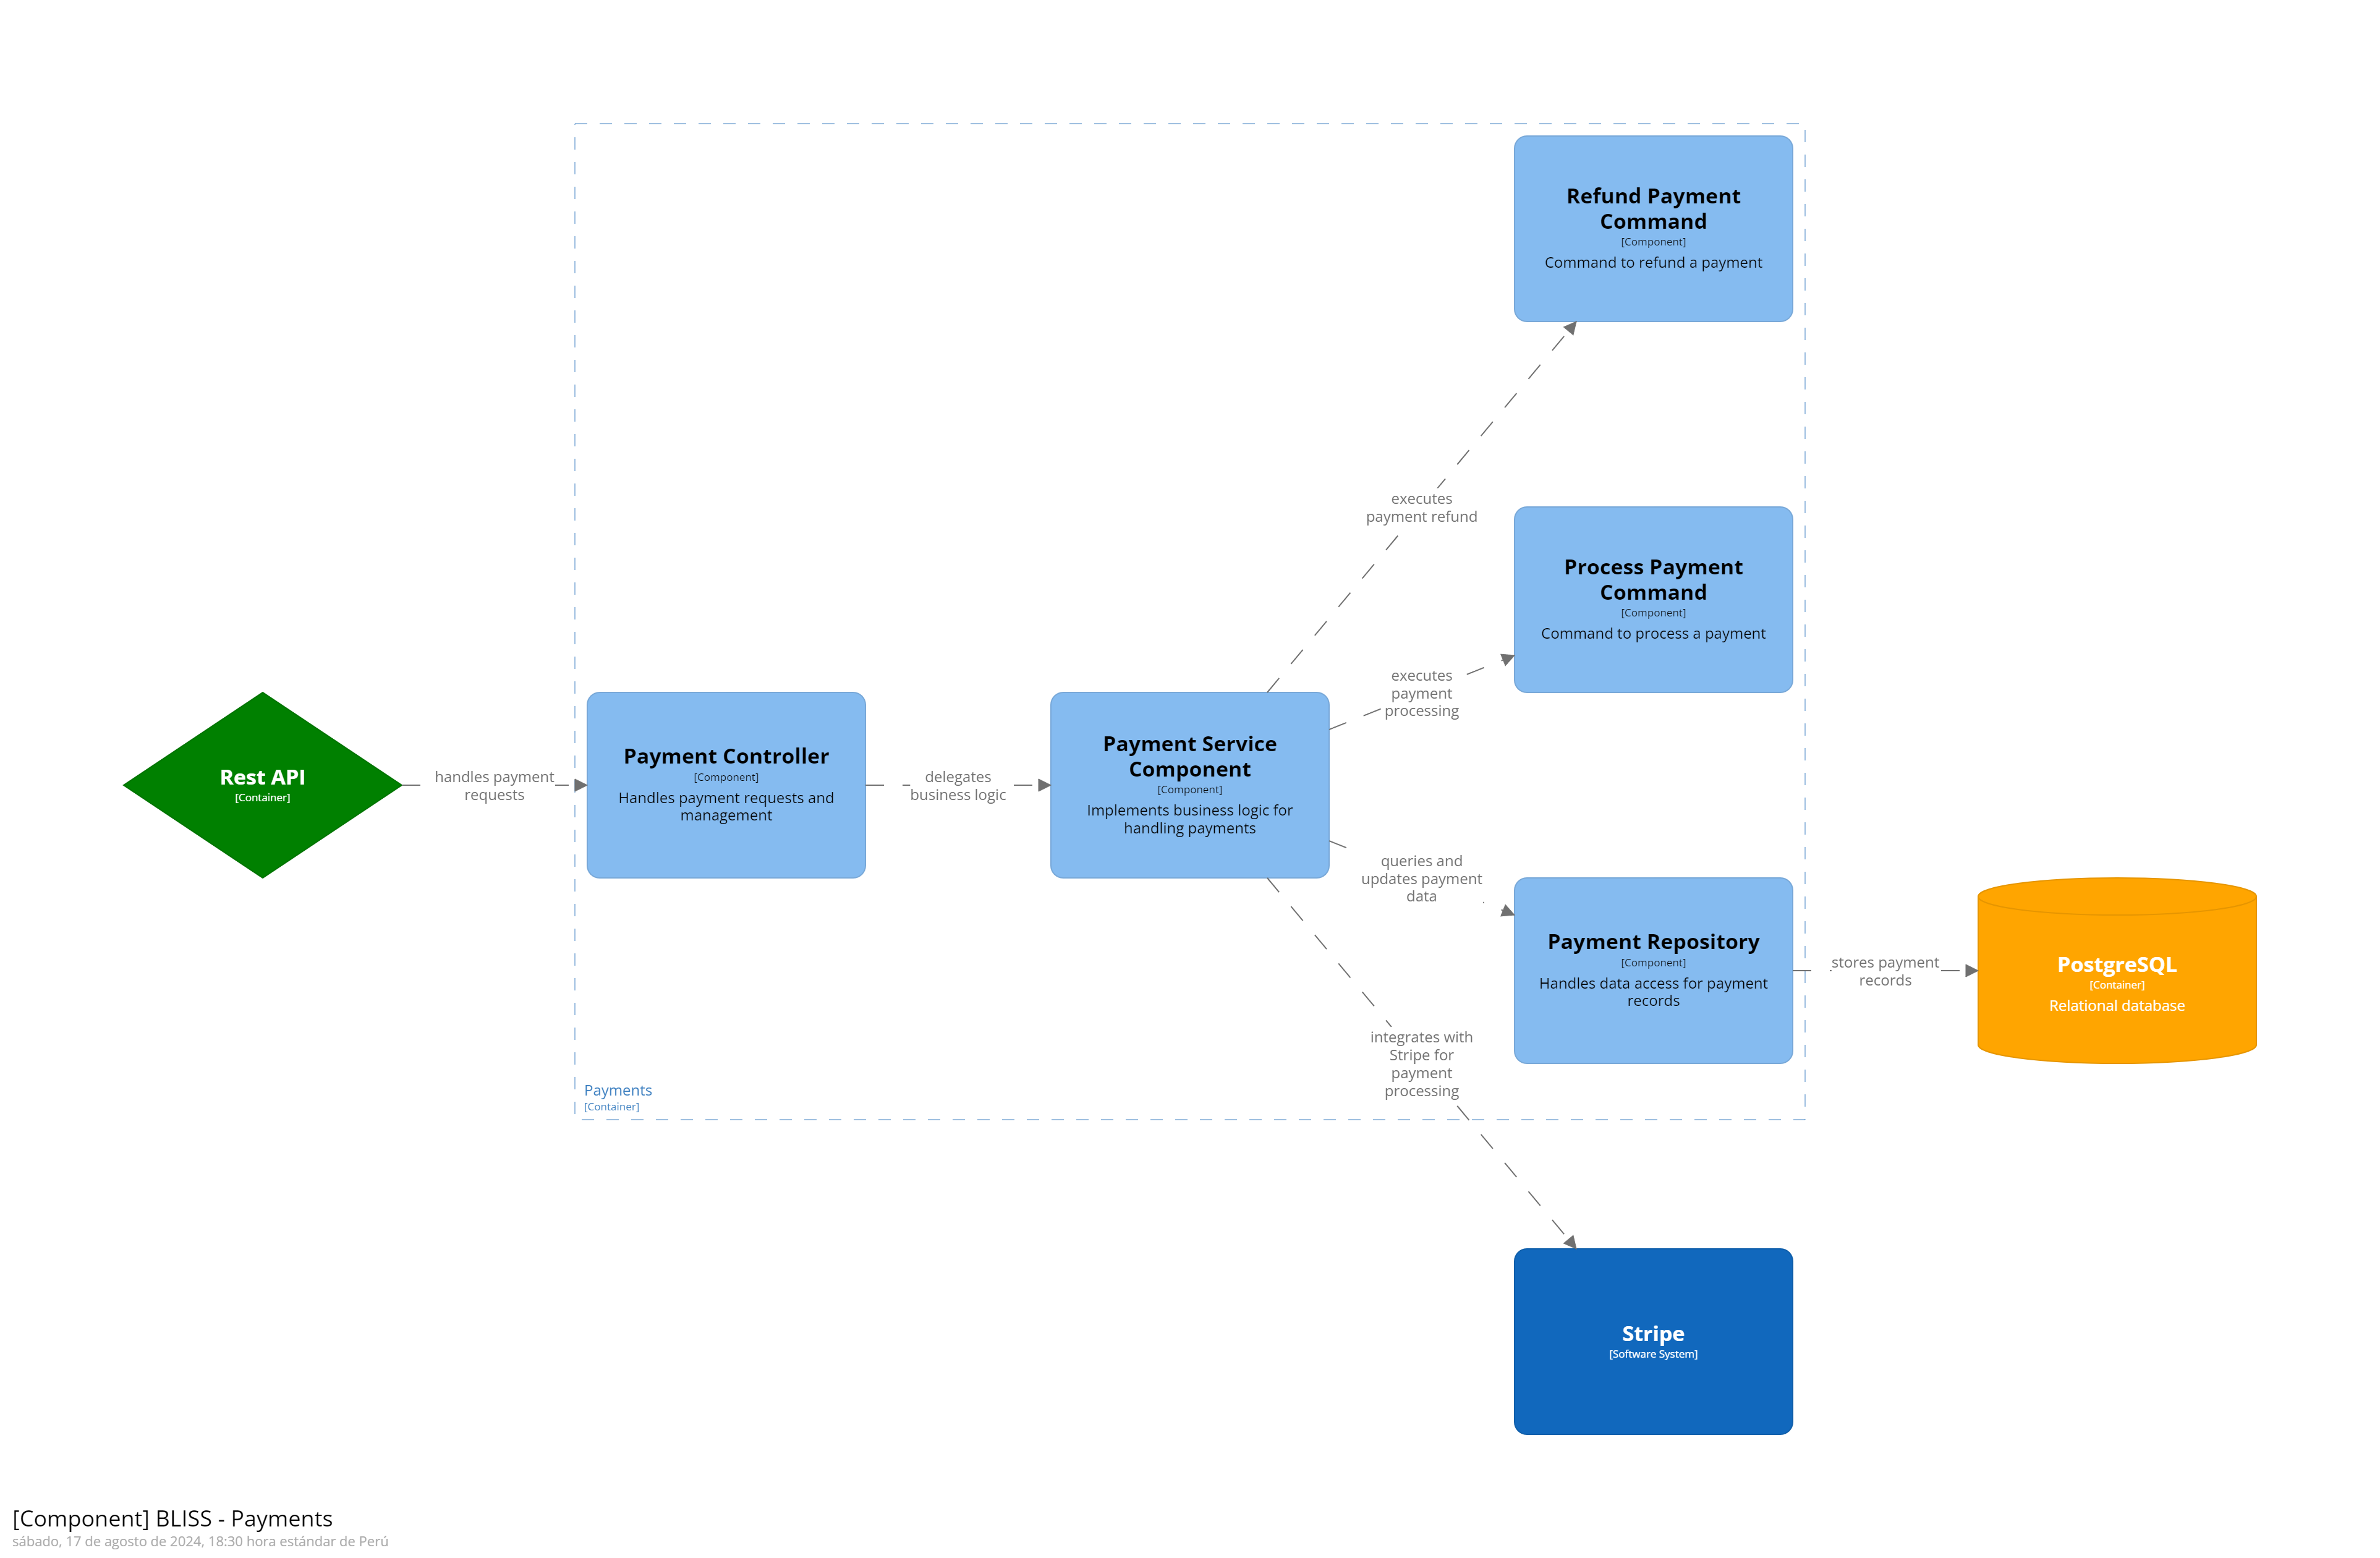 Refund Payment
Command
[Component]
Command to refund a payment
executes
payment refund
Process Payment
Command
[Component]
Command to process a payment
executes
payment
processing
Rest API
[Container]
handles payment
requests
Payment Controller
[Component]
Handles payment requests and
management
delegates
business logic
Payment Service
Component
[Component]
Implements business logic for
handling payments
queries and
updates payment
data
Payment Repository
[Component]
Handles data access for payment
records
stores payment
records
PostgreSQL
[Container]
Relational database
integrates with
Stripe for
payment
processing
Payments
[Container]
Stripe
[Software System]
[Component] BLISS - Payments
sábado, 17 de agosto de 2024, 18:30 hora estándar de Perú